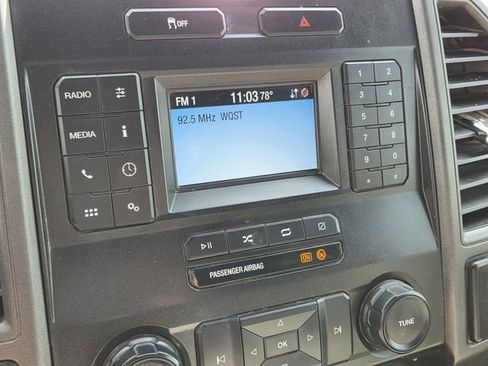 OFF
FM 1 11:03 78°
92.5 MHz WQST
RADIO
MEDIA
i
1 2
3 4
5 6
7 8
9 0
* #
PASSENGER AIRBAG ON
OK
TUNE